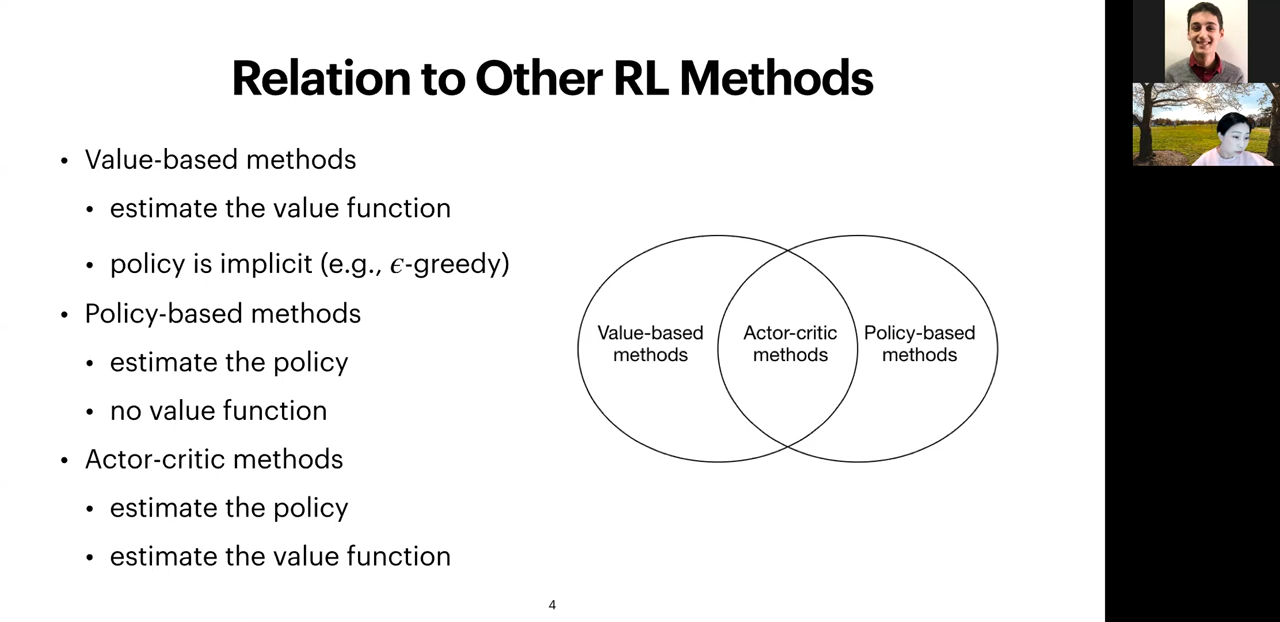 Relation to Other RL Methods
• Value-based methods
• estimate the value function
• policy is implicit (e.g., ϵ-greedy)
• Policy-based methods
• estimate the policy
• no value function
• Actor-critic methods
• estimate the policy
• estimate the value function
Value-based
methods
Actor-critic
methods
Policy-based
methods
4